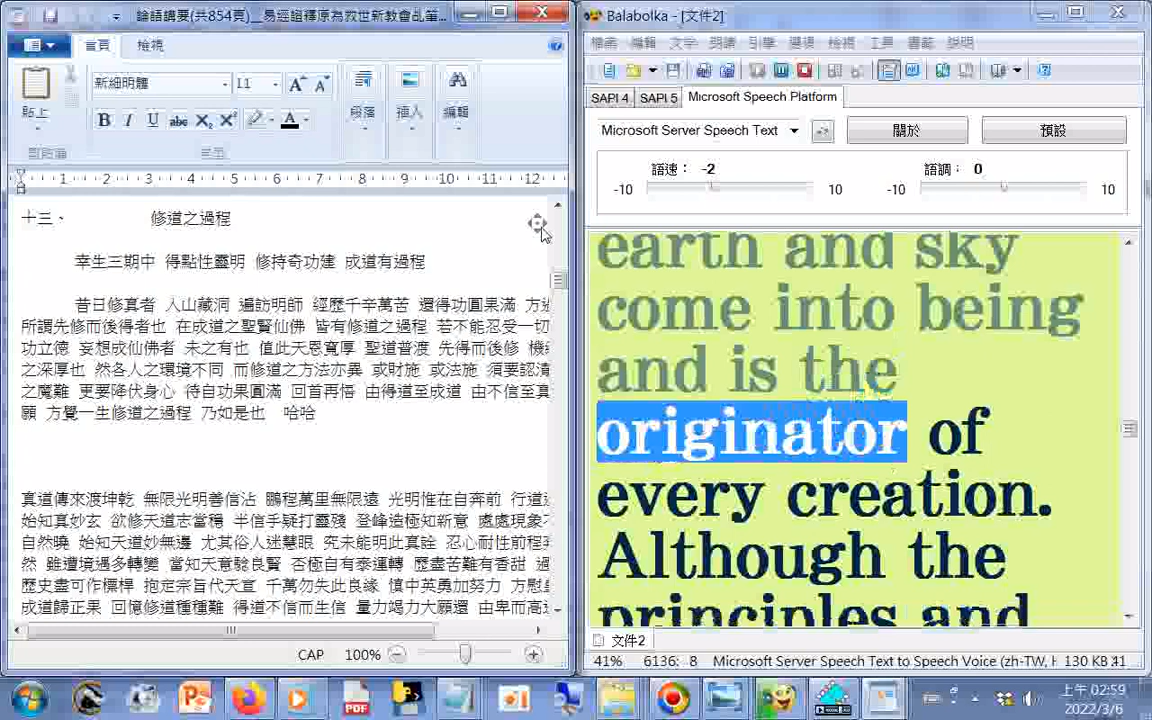 論語講要(共854頁)__易經證釋原為救世新教會乩筆...
首頁
檢視
新細明體
11
貼上
段落
插入
編輯
剪貼簿
字型
1 2 3 4 5 6 7 8 9 10 11 12
十三、 修道之過程
幸生三期中 得點性靈明 修持奇功建 成道有過程
昔日修真者 入山藏洞 遍訪明師 經歷千辛萬苦 還得功圓果滿 方
所謂先修而後得者也 在成道之聖賢仙佛 皆有修道之過程 若不能忍受一切
功立德 妄想成仙佛者 未之有也 值此天恩寬厚 聖道普渡 先得而後修 機
之深厚也 然各人之環境不同 而修道之方法亦異 或財施 或法施 須要認清
之魔難 更要降伏身心 待自功果圓滿 回首再悟 由得道至成道 由不信至真
願 方覺一生修道之過程 乃如是也 哈哈
真道傳來渡坤乾 無限光明善信沾 鵬程萬里無限遠 光明惟在自奔前 行道
始知真妙玄 欲修天道志當穩 半信半疑打靈殘 登峰造極知新意 處處現象
自然曉 始知天道妙無邊 尤其俗人迷慧眼 究未能明此真詮 忍心耐性前程
然 雖遭境遇多轉變 當知天意驗良賢 否極自有泰運轉 歷盡苦難有香甜
歷史盡可作標桿 抱定宗旨代天宣 千萬勿失此良緣 慎中英勇加努力 方慰
成道歸正果 回憶修道種種難 得道不信而生信 量力竭力大願還 由卑而高
CAP 100%
Balabolka - [文件2]
檔案 編輯 文字 朗讀 引擎 選項 檢視 工具 書籤 說明
SAPI 4 SAPI 5 Microsoft Speech Platform
Microsoft Server Speech Text
關於
預設
語速： -2
語調： 0
-10 10 -10 10
earth and sky
come into being
and is the
originator of
every creation.
Although the
principles and
文件2
41% 6136: 8 Microsoft Server Speech Text to Speech Voice (zh-TW, H 130 KB
上午 02:59
2022/3/6